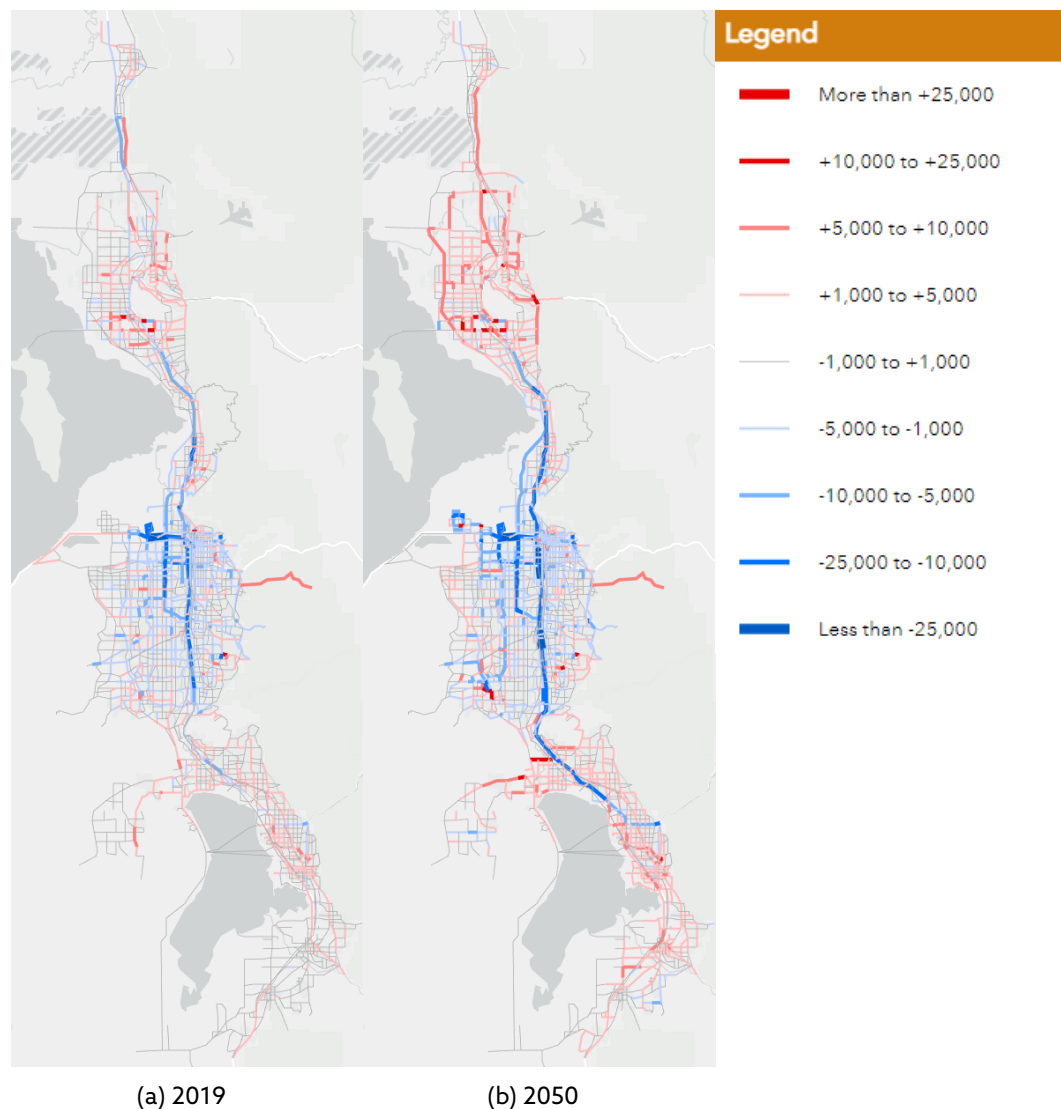 Legend
More than +25,000
+10,000 to +25,000
+5,000 to +10,000
+1,000 to +5,000
-1,000 to +1,000
-5,000 to -1,000
-10,000 to -5,000
-25,000 to -10,000
Less than -25,000
(a) 2019
(b) 2050